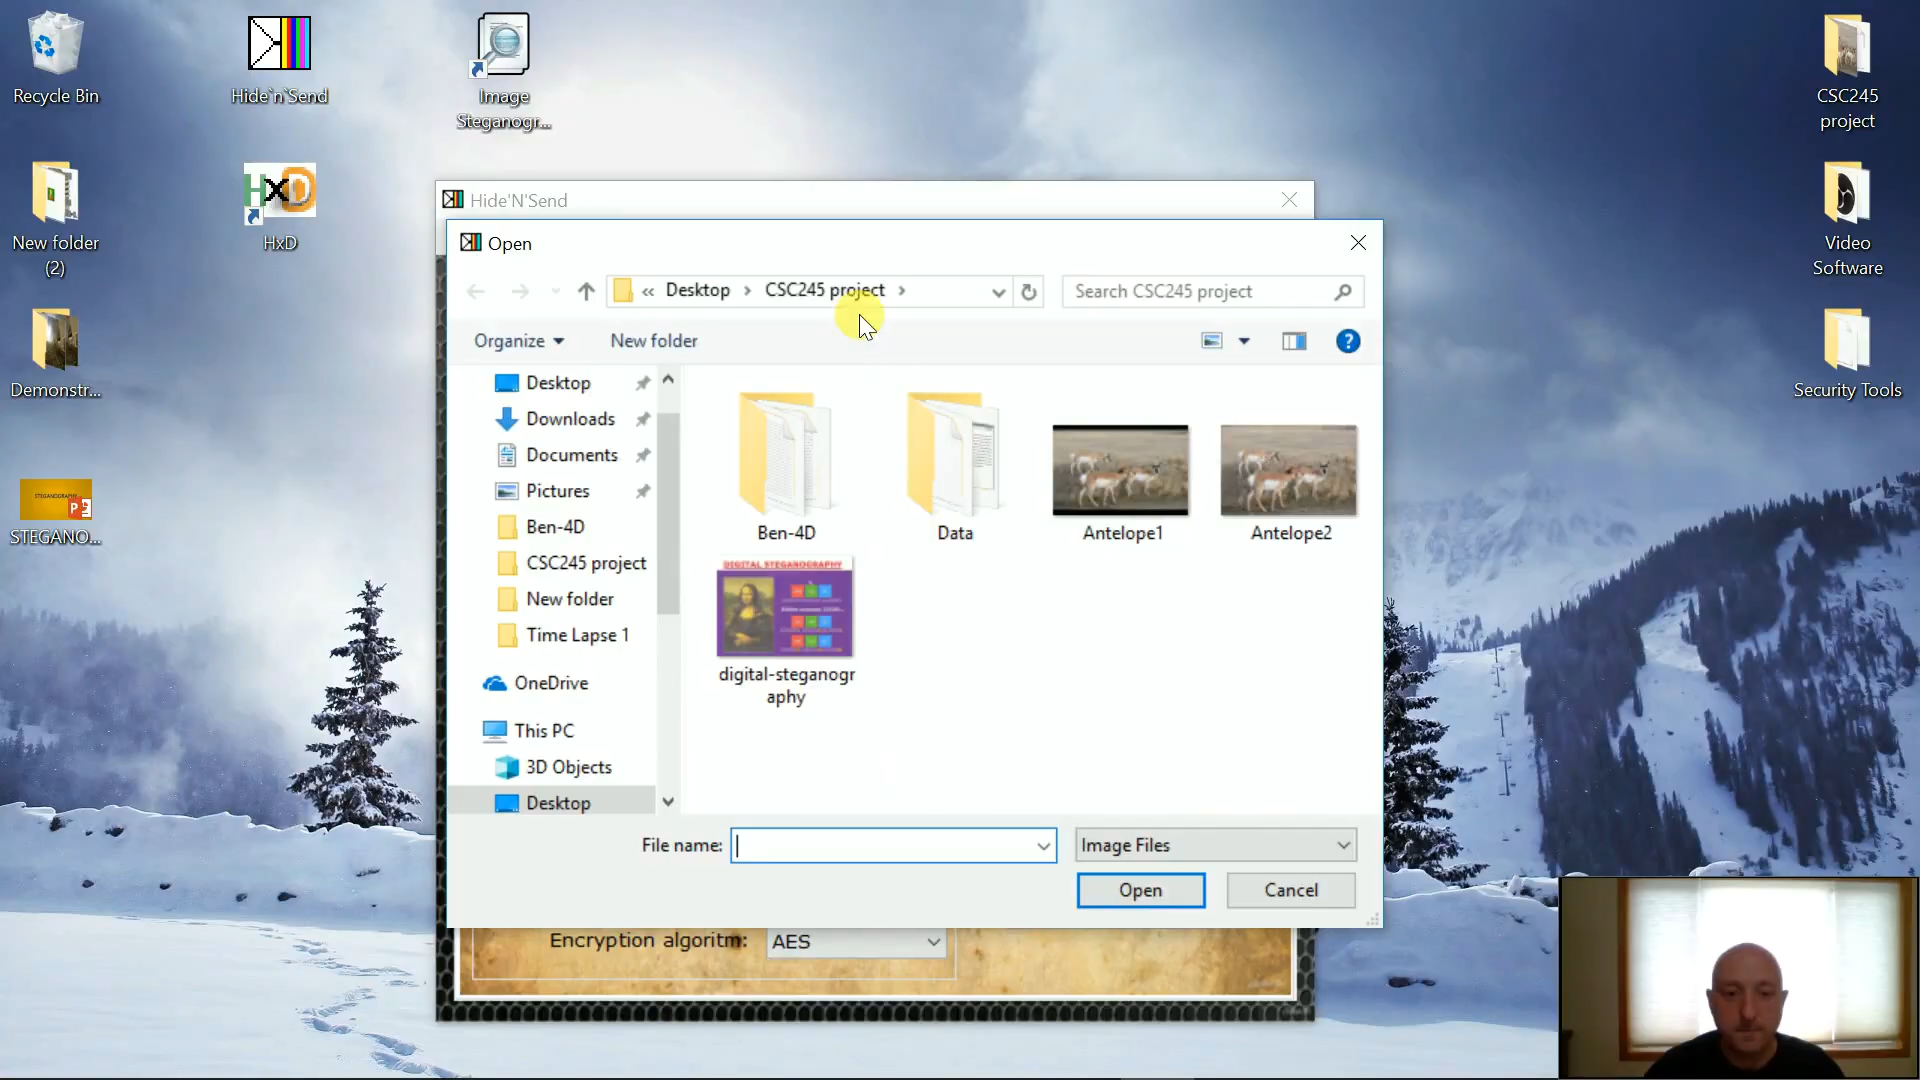 Recycle Bin
Hide`n`Send
Image
Steganogr...
CSC245
project
New folder
(2)
HxD
HxD
Video
Software
Demonstr...
Security Tools
STEGANO...
Hide'N'Send
Open
« Desktop › CSC245 project ›
Search CSC245 project
Organize
New folder
?
Desktop
Downloads
Documents
Pictures
Ben-4D
CSC245 project
New folder
Time Lapse 1
OneDrive
This PC
3D Objects
Desktop
Ben-4D
Data
Antelope1
Antelope2
DIGITAL STEGANOGRAPHY
digital-steganogr
aphy
File name:
Image Files
Open
Cancel
Encryption algoritm:
AES